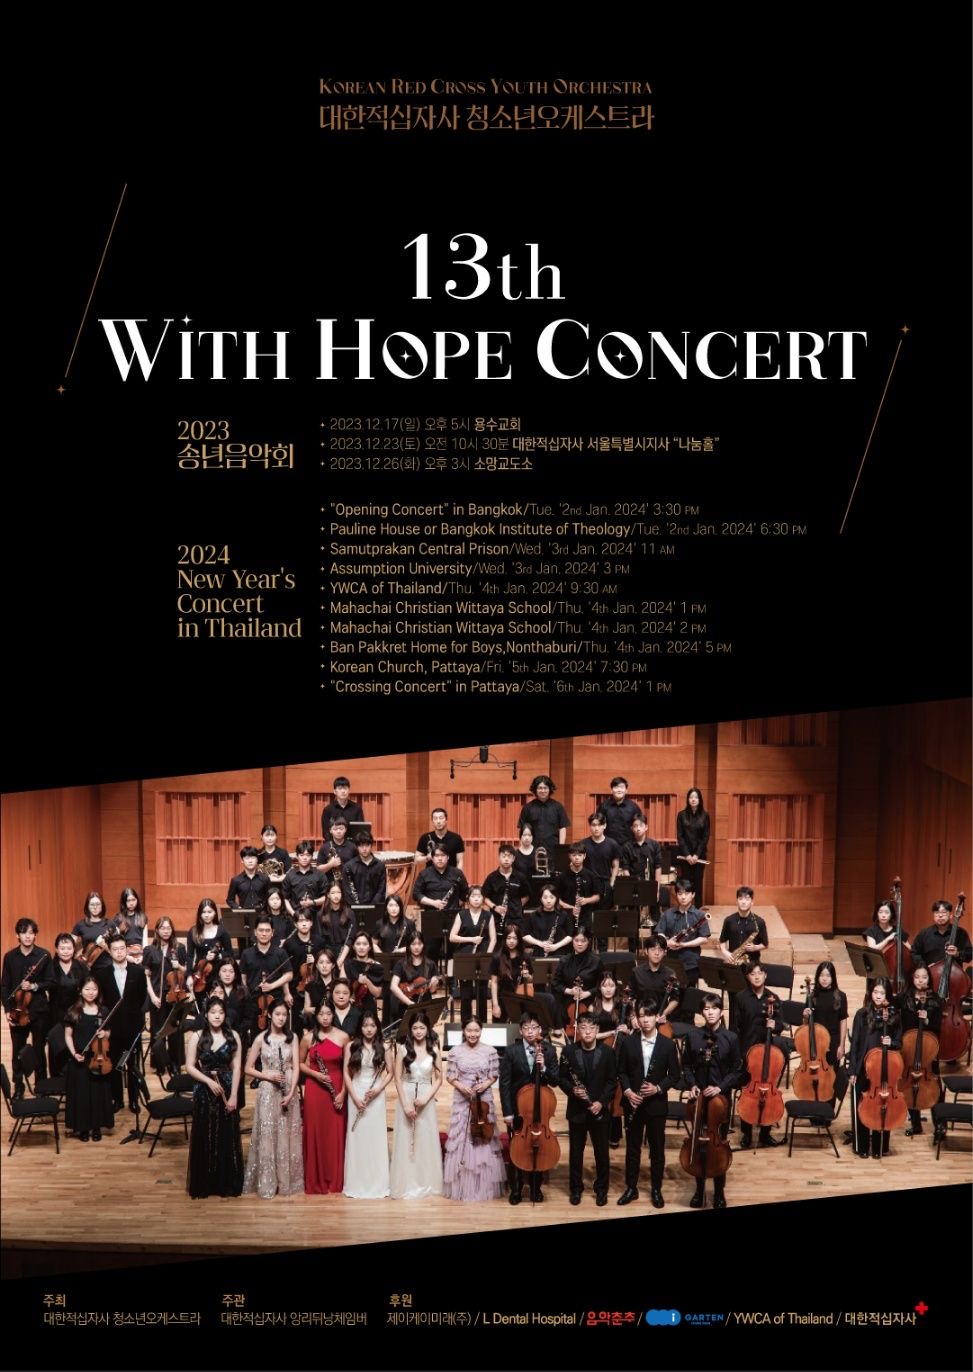 KOREAN RED CROSS YOUTH ORCHESTRA
대한적십자사 청소년오케스트라
13th
WITH HOPE CONCERT
2023
송년음악회
2023.12.17(일) 오후 5시 용수교회
2023.12.23(토) 오전 10시 30분 대한적십자사 서울특별시지사 “나눔홀”
2023.12.26(화) 오후 3시 소망교도소
2024
New Year's
Concert
in Thailand
"Opening Concert" in Bangkok/Tue. '2nd Jan. 2024' 3:30 PM
Pauline House or Bangkok Institute of Theology/Tue. '2nd Jan. 2024' 6:30 PM
Samutprakan Central Prison/Wed. '3rd Jan. 2024' 11 AM
Assumption University/Wed. '3rd Jan. 2024' 3 PM
YWCA of Thailand/Thu. '4th Jan. 2024' 9:30 AM
Mahachai Christian Wittaya School/Thu. '4th Jan. 2024' 1 PM
Mahachai Christian Wittaya School/Thu. '4th Jan. 2024' 2 PM
Ban Pakkret Home for Boys,Nonthaburi/Thu. '4th Jan. 2024' 5 PM
Korean Church, Pattaya/Fri. '5th Jan. 2024' 7:30 PM
"Crossing Concert" in Pattaya/Sat. '6th Jan. 2024' 1 PM
주최
대한적십자사 청소년오케스트라
주관
대한적십자사 앙리뒤낭체임버
후원
제이케이미래(주) / L Dental Hospital / 음악춘추 / i GARTEN / YWCA of Thailand / 대한적십자사